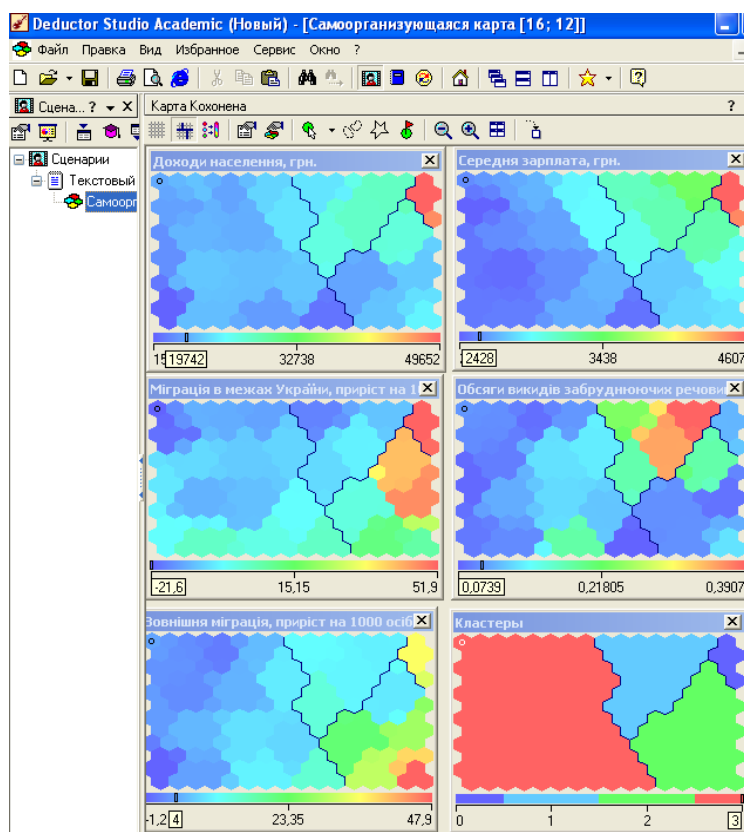 Deductor Studio Academic (Новый) - [Самоорганизующаяся карта [16; 12]]
Файл Правка Вид Избранное Сервис Окно ?
Сцена... ?
Карта Кохонена ?
Сценарии
Текстовый
Самоорг
Доходи населення, грн.
19742 32738 49652
Середня зарплата, грн.
2428 3438 4607
Міграція в межах України, приріст на
-21,6 15,15 51,9
Обсяги викидів забруднюючих речовин
0,0739 0,21805 0,3907
Зовнішня міграція, приріст на 1000 осіб
-1,2 4 23,35 47,9
Кластеры
0 1 2 3